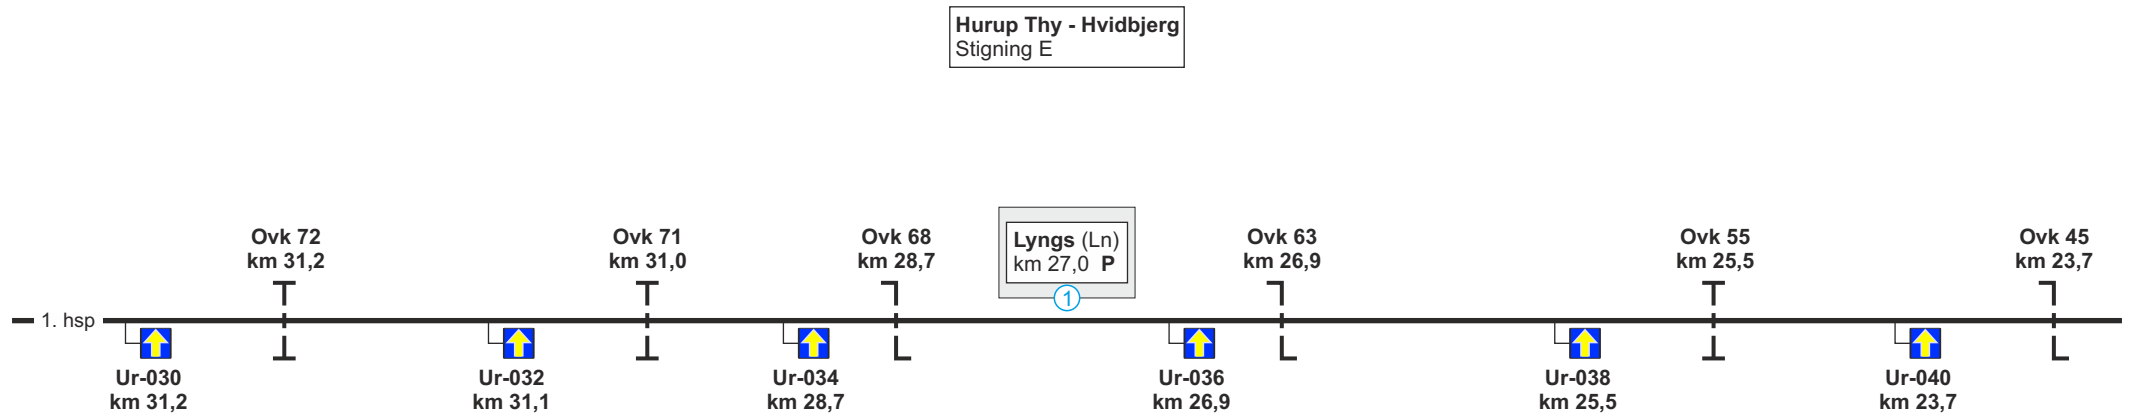 Hurup Thy - Hvidbjerg
Stigning E
Ovk 72
km 31,2
Ovk 71
km 31,0
Ovk 68
km 28,7
Lyngs (Ln)
km 27,0 P
1
Ovk 63
km 26,9
Ovk 55
km 25,5
Ovk 45
km 23,7
1. hsp
Ur-030
km 31,2
Ur-032
km 31,1
Ur-034
km 28,7
Ur-036
km 26,9
Ur-038
km 25,5
Ur-040
km 23,7